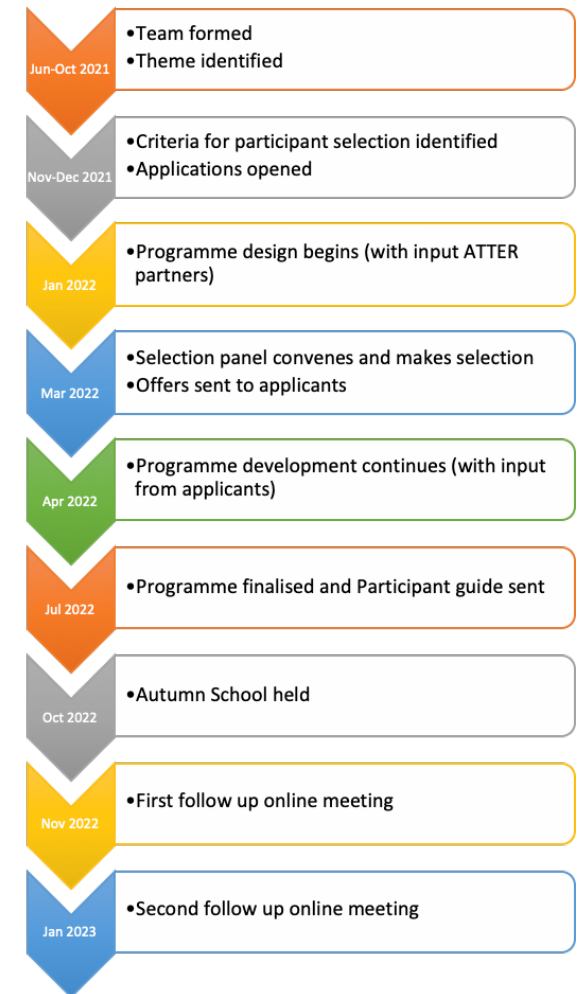 Jun-Oct 2021
•Team formed
•Theme identified
Nov-Dec 2021
•Criteria for participant selection identified
•Applications opened
Jan 2022
•Programme design begins (with input ATTER
partners)
Mar 2022
•Selection panel convenes and makes selection
•Offers sent to applicants
Apr 2022
•Programme development continues (with input
from applicants)
Jul 2022
•Programme finalised and Participant guide sent
Oct 2022
•Autumn School held
Nov 2022
•First follow up online meeting
Jan 2023
•Second follow up online meeting